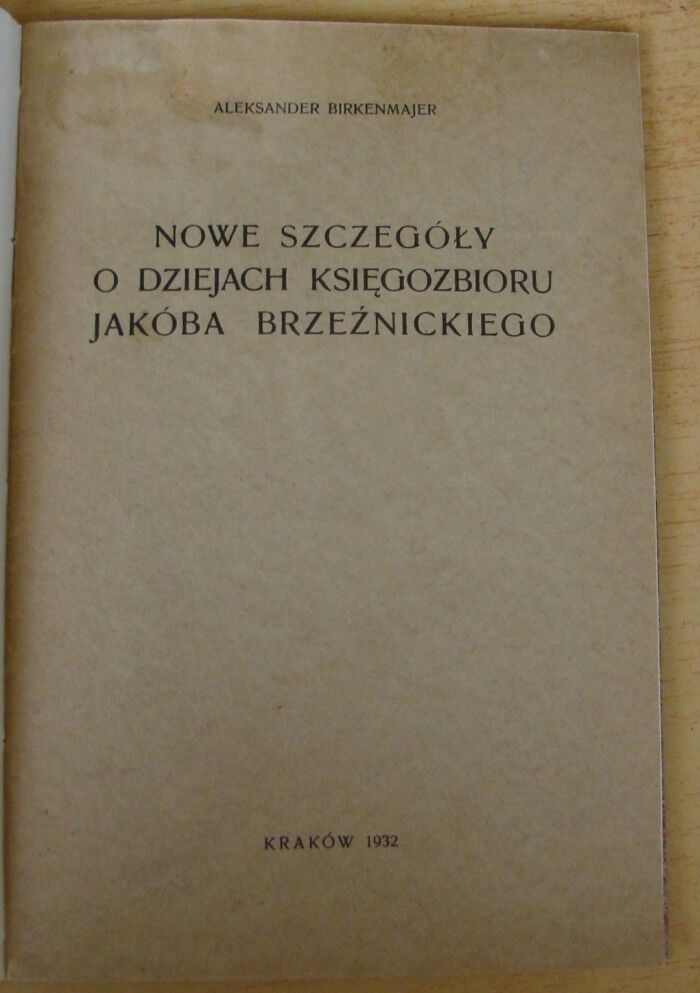 ALEKSANDER BIRKENMAJER
NOWE SZCZEGÓŁY
O DZIEJACH KSIĘGOZBIORU
JAKÓBA BRZEŹNICKIEGO
KRAKÓW 1932